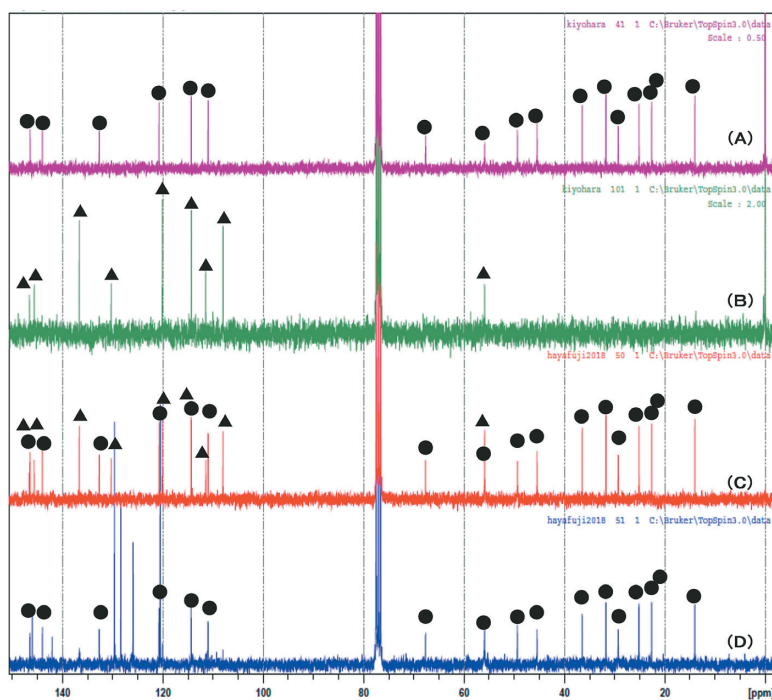 kiyohara 41 1 C:\Bruker\TopSpin3.0\data
Scale : 0.50
(A)
kiyohara 101 1 C:\Bruker\TopSpin3.0\data
Scale : 2.00
(B)
hayafuji2018 50 1 C:\Bruker\TopSpin3.0\data
(C)
hayafuji2018 51 1 C:\Bruker\TopSpin3.0\data
(D)
140 120 100 80 60 40 20 [ppm]